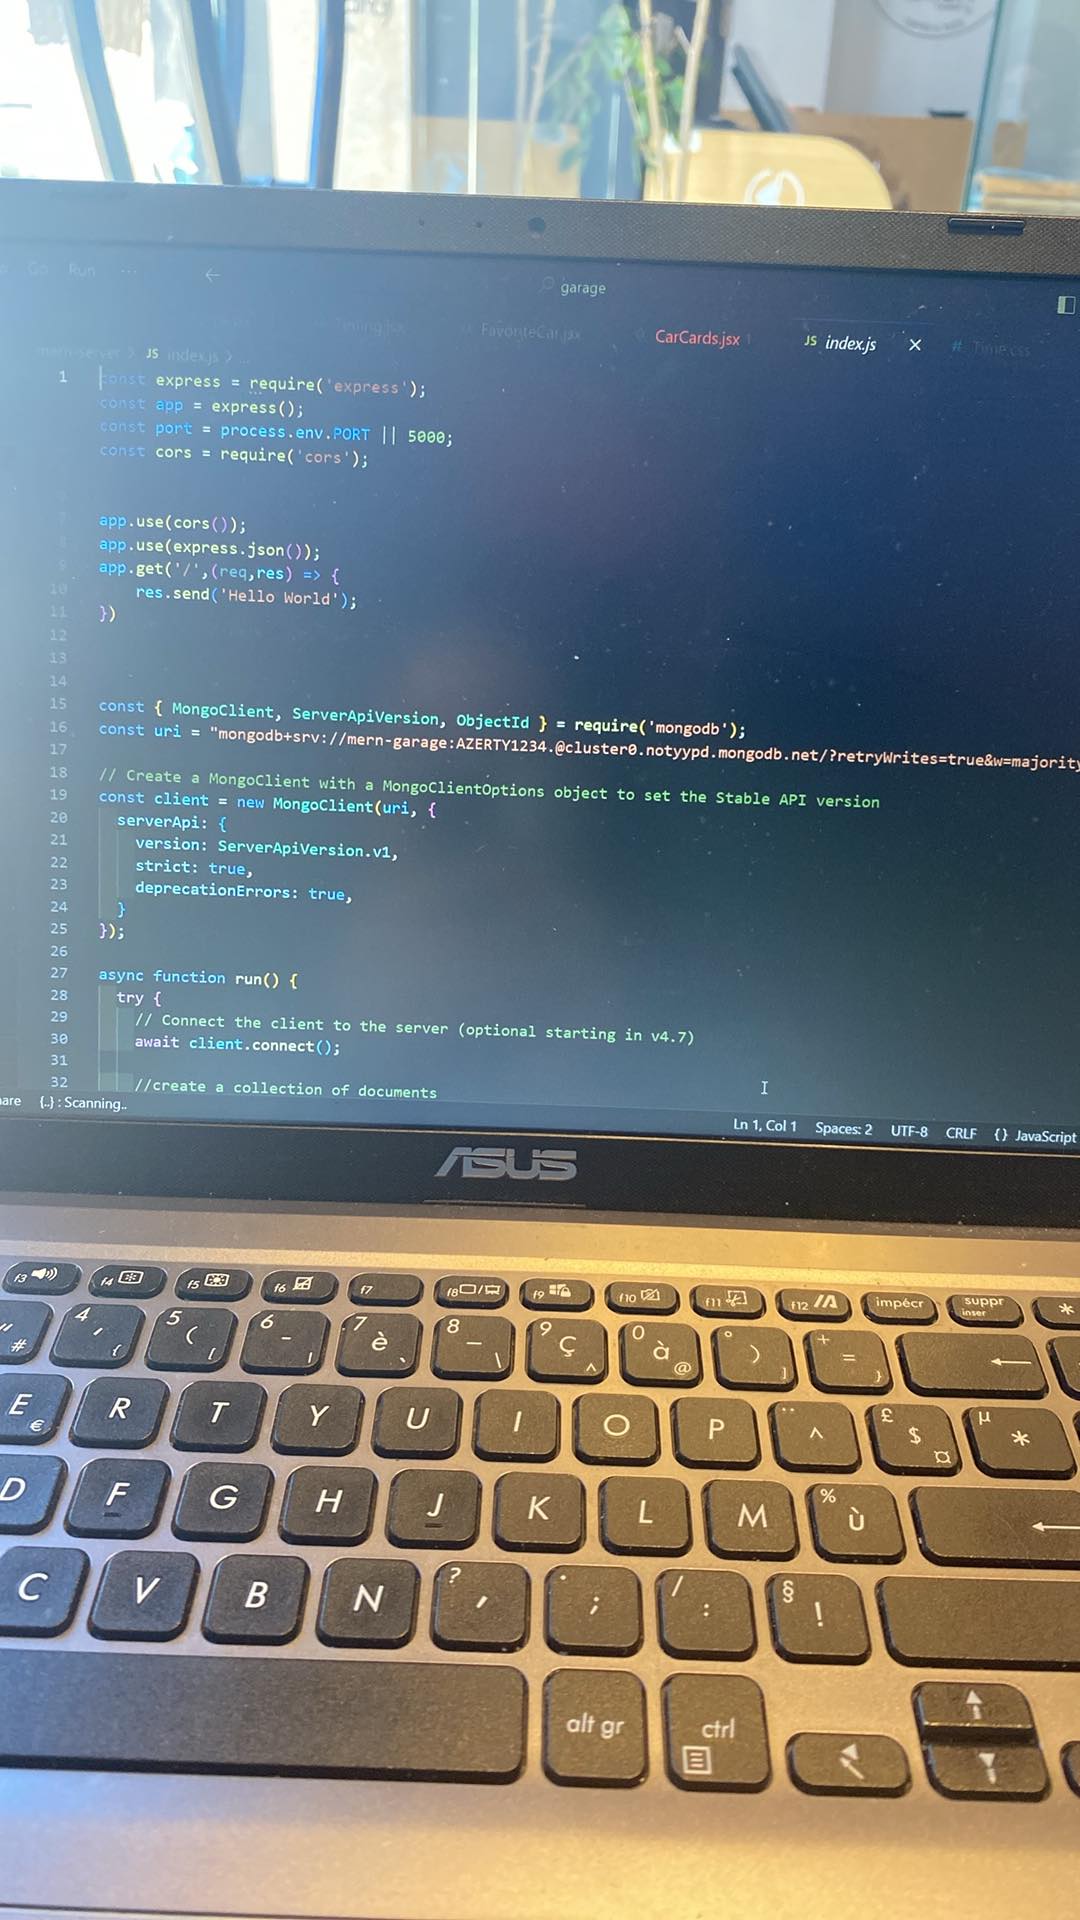 Go Run ...
garage
Timing.jsx
FavoriteCar.jsx
CarCards.jsx 1
JS index.js
# Time.css
mern-server > JS index.js > ...
1 const express = require('express');
const app = express();
const port = process.env.PORT || 5000;
const cors = require('cors');
app.use(cors());
8 app.use(express.json());
9 app.get('/',(req,res) => {
10 res.send('Hello World');
11 })
12
13
14
15 const { MongoClient, ServerApiVersion, ObjectId } = require('mongodb');
16 const uri = "mongodb+srv://mern-garage:AZERTY1234.@cluster0.notyypd.mongodb.net/?retryWrites=true&w=majority
17
18 // Create a MongoClient with a MongoClientOptions object to set the Stable API version
19 const client = new MongoClient(uri, {
20 serverApi: {
21 version: ServerApiVersion.v1,
22 strict: true,
23 deprecationErrors: true,
24 }
25 });
26
27 async function run() {
28 try {
29 // Connect the client to the server (optional starting in v4.7)
30 await client.connect();
31
32 //create a collection of documents
hare {..} : Scanning..
Ln 1, Col 1 Spaces: 2 UTF-8 CRLF {} JavaScript
ASUS
f3 f4 f5 f6 f7 f8 f9 f10 f11 f12 impécr suppr inser *
" # 4 ' { 5 ( [ 6 - | 7 è ` 8 _ \ 9 ç ^ 0 à @ ° ) ] + = }
E € R T Y U I O P ¨ ^ £ $ ¤ µ *
D F G H J K L M % ù
C V B N ? , . ; / : § !
alt gr ctrl